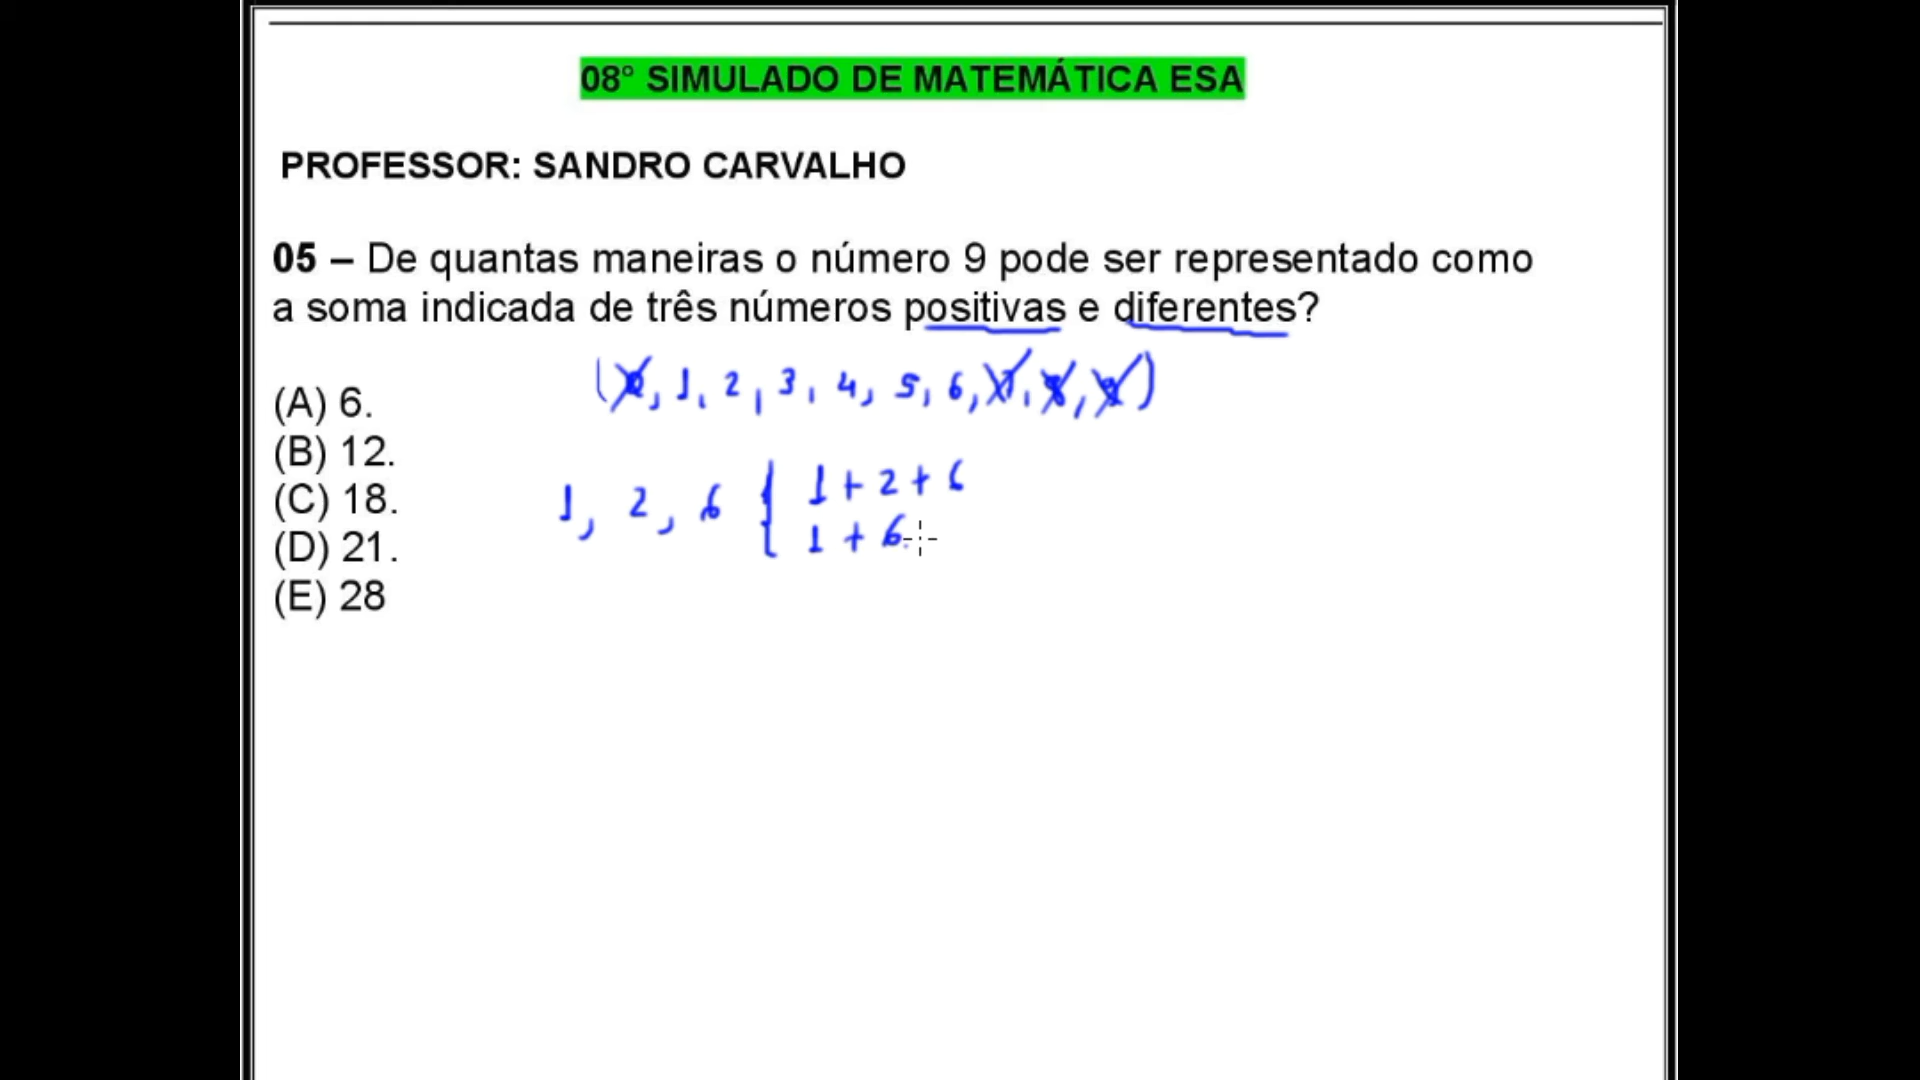 08° SIMULADO DE MATEMÁTICA ESA
PROFESSOR: SANDRO CARVALHO
05 – De quantas maneiras o número 9 pode ser representado como
a soma indicada de três números positivas e diferentes?
(0, 1, 2, 3, 4, 5, 6, 7, 8, 9)
(A) 6.
(B) 12.
(C) 18.
(D) 21.
(E) 28
1, 2, 6 { 1 + 2 + 6
1 + 6